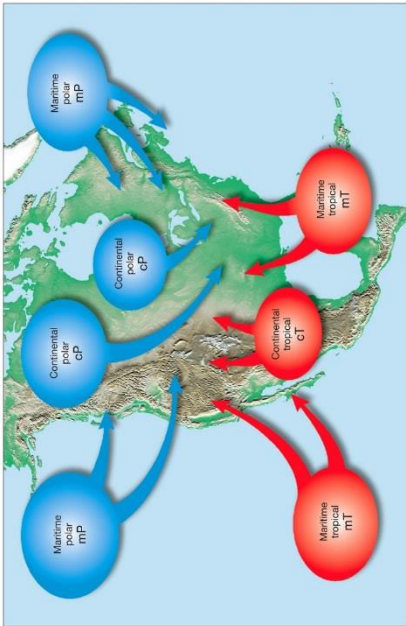 Maritime
polar
mP
Continental
polar
cP
Continental
polar
cP
Maritime
polar
mP
Maritime
tropical
mT
Continental
tropical
cT
Maritime
tropical
mT